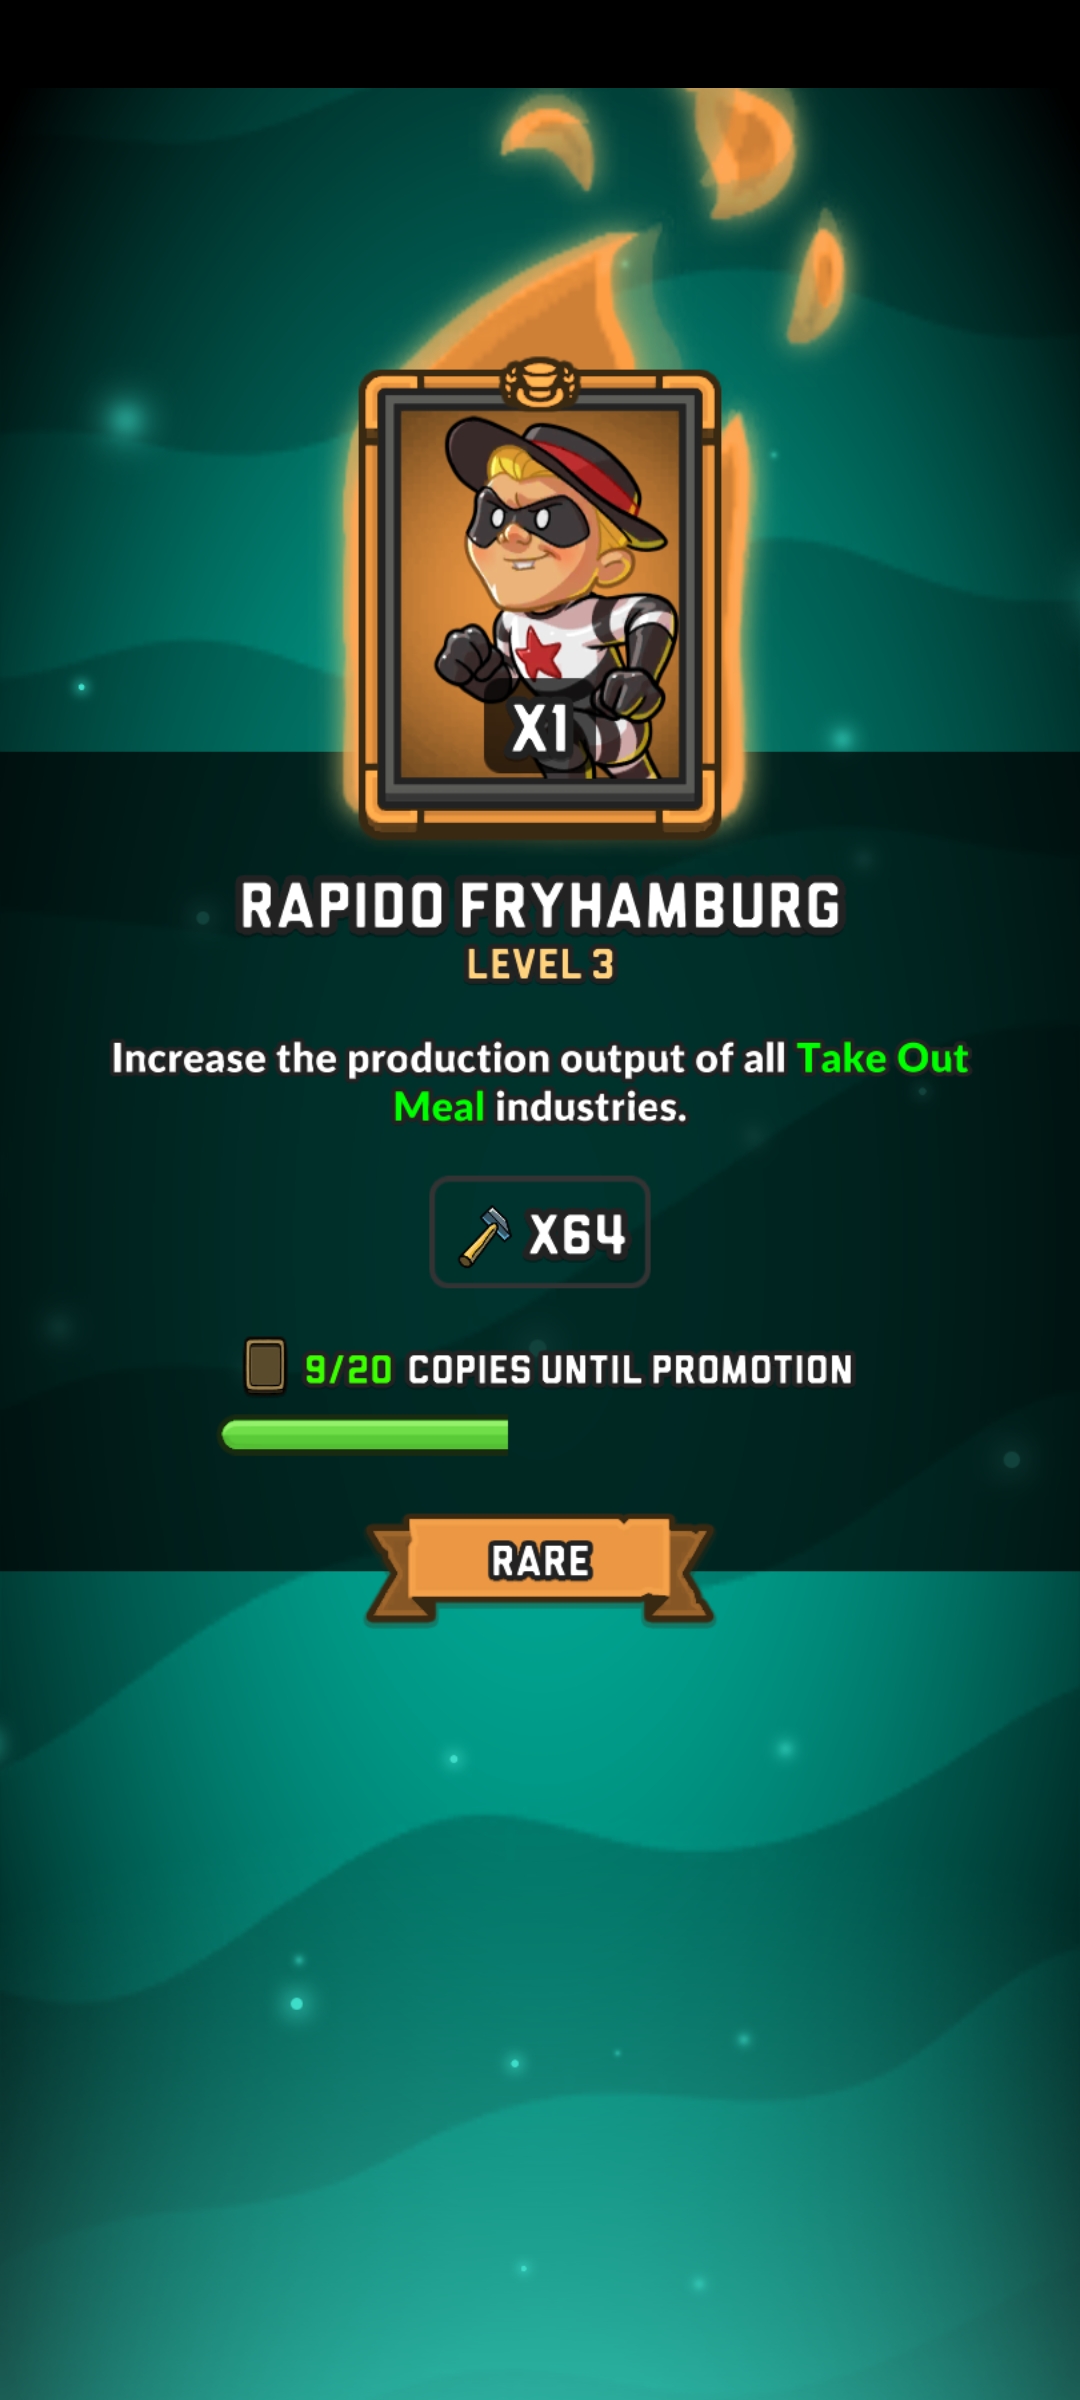 X1
RAPIDO FRYHAMBURG
LEVEL 3
Increase the production output of all Take Out
Meal industries.
X64
9/20 COPIES UNTIL PROMOTION
RARE